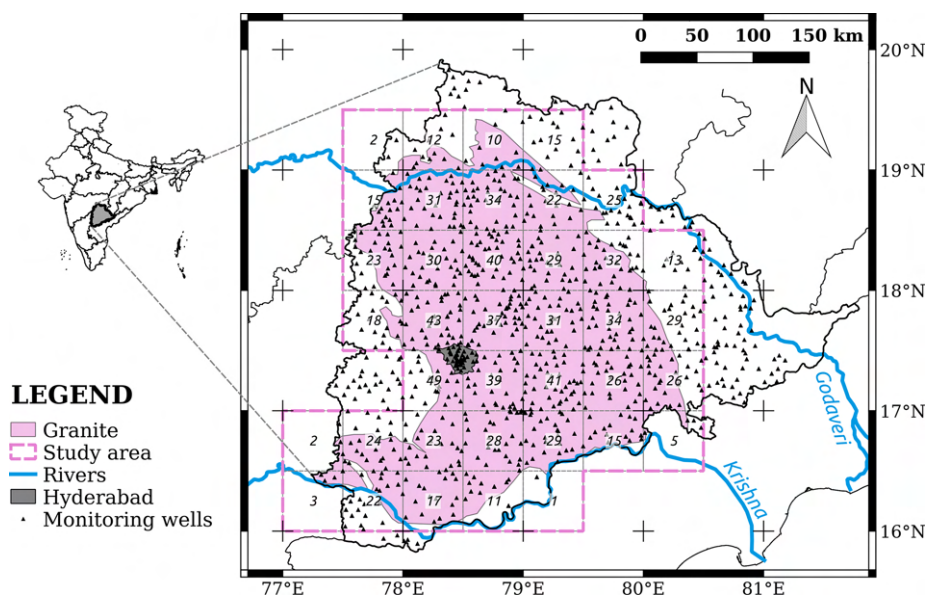 0 50 100 150 km
20°N
N
2 12 10 15
19°N
15 31 34 22 25
23 30 40 29 32 13
18°N
18 43 37 31 34 29
49 39 41 26 26
LEGEND
Granite
Study area
Rivers
Hyderabad
Monitoring wells
17°N
2 24 23 28 29 15 5
3 22 17 11 1
16°N
Godaveri
Krishna
77°E 78°E 79°E 80°E 81°E